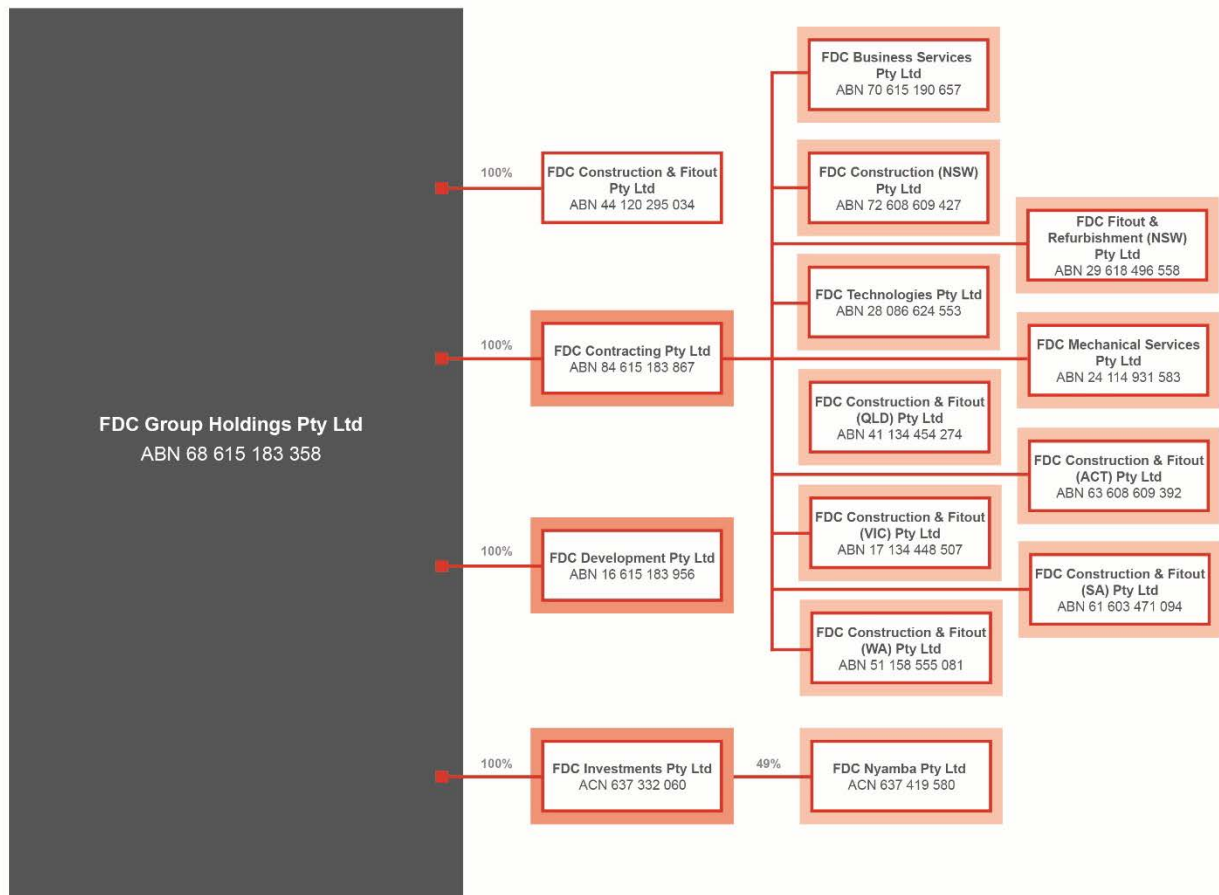 FDC Group Holdings Pty Ltd
ABN 68 615 183 358
100%
FDC Construction & Fitout
Pty Ltd
ABN 44 120 295 034
100%
FDC Contracting Pty Ltd
ABN 84 615 183 867
100%
FDC Development Pty Ltd
ABN 16 615 183 956
100%
FDC Investments Pty Ltd
ACN 637 332 060
FDC Business Services
Pty Ltd
ABN 70 615 190 657
FDC Construction (NSW)
Pty Ltd
ABN 72 608 609 427
FDC Technologies Pty Ltd
ABN 28 086 624 553
FDC Construction & Fitout
(QLD) Pty Ltd
ABN 41 134 454 274
FDC Construction & Fitout
(VIC) Pty Ltd
ABN 17 134 448 507
FDC Construction & Fitout
(WA) Pty Ltd
ABN 51 158 555 081
49%
FDC Nyamba Pty Ltd
ACN 637 419 580
FDC Fitout &
Refurbishment (NSW)
Pty Ltd
ABN 29 618 496 558
FDC Mechanical Services
Pty Ltd
ABN 24 114 931 583
FDC Construction & Fitout
(ACT) Pty Ltd
ABN 63 608 609 392
FDC Construction & Fitout
(SA) Pty Ltd
ABN 61 603 471 094